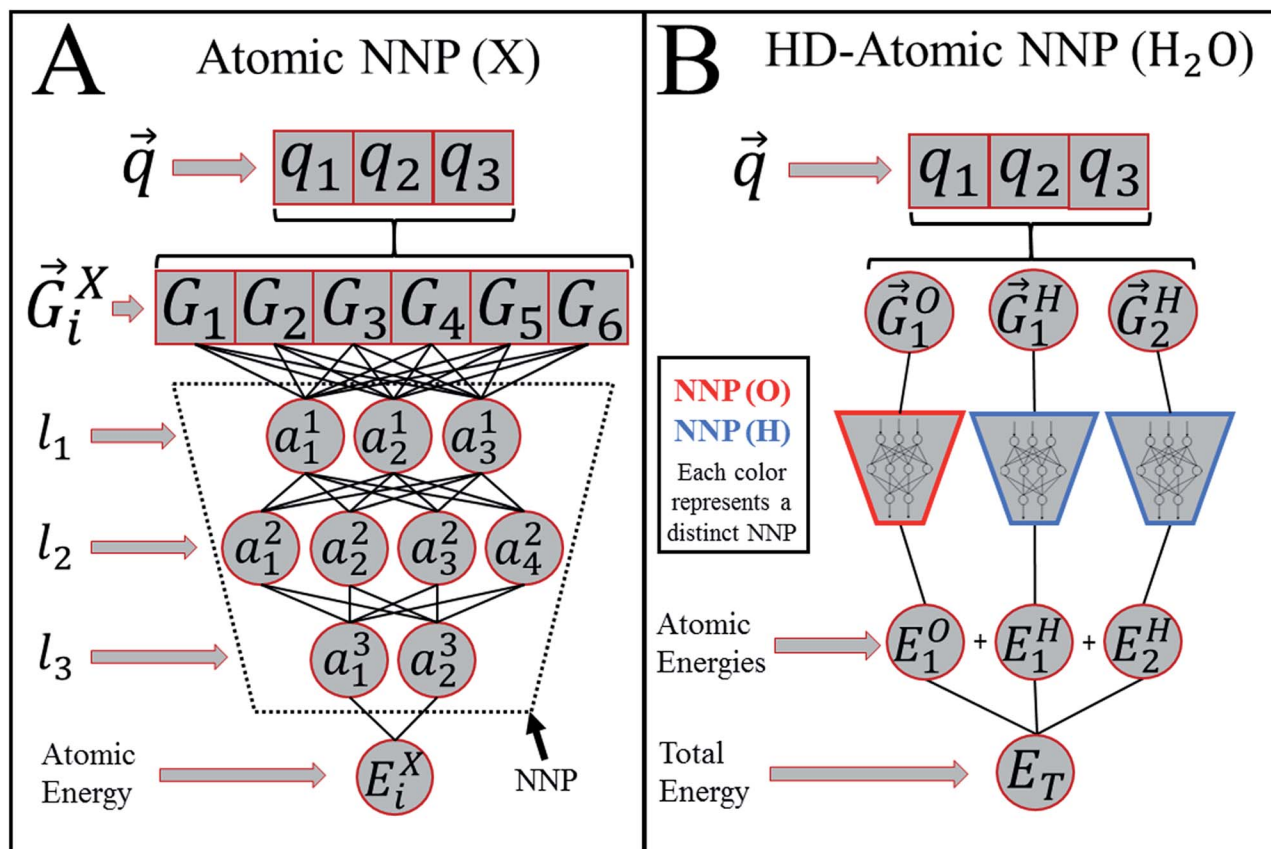 A Atomic NNP (X)
q⃗ q₁ q₂ q₃
G⃗ᵢˣ G₁ G₂ G₃ G₄ G₅ G₆
l₁ a₁¹ a₂¹ a₃¹
l₂ a₁² a₂² a₃² a₄²
l₃ a₁³ a₂³
Atomic
Energy
Eᵢˣ
NNP
B HD-Atomic NNP (H₂O)
q⃗ q₁ q₂ q₃
G⃗₁ᴼ G⃗₁ᴴ G⃗₂ᴴ
NNP (O)
NNP (H)
Each color
represents a
distinct NNP
Atomic
Energies
E₁ᴼ + E₁ᴴ + E₂ᴴ
Total
Energy
E_T